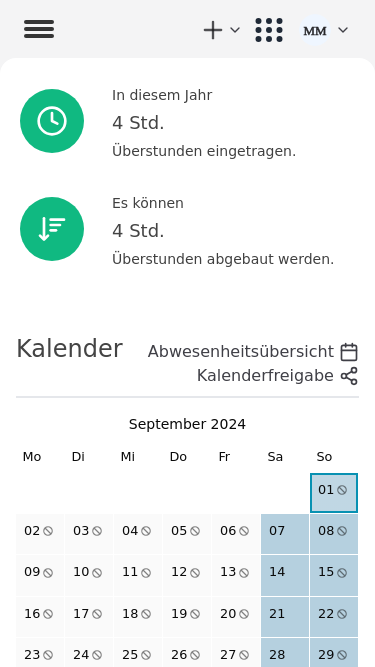 MM
In diesem Jahr
4 Std.
Überstunden eingetragen.
Es können
4 Std.
Überstunden abgebaut werden.
Kalender
Abwesenheitsübersicht
Kalenderfreigabe
September 2024
Mo Di Mi Do Fr Sa So
01
02 03 04 05 06 07 08
09 10 11 12 13 14 15
16 17 18 19 20 21 22
23 24 25 26 27 28 29